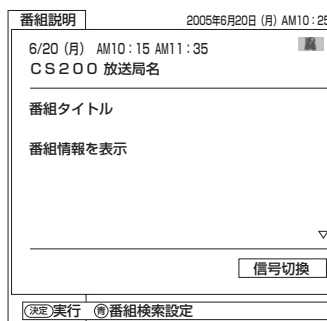 番組説明 2005年6月20日（月）AM10：25
6/20（月） AM10：15 AM11：35
ＣＳ２００ 放送局名
番組タイトル
番組情報を表示
信号切換
決定実行 青番組検索設定